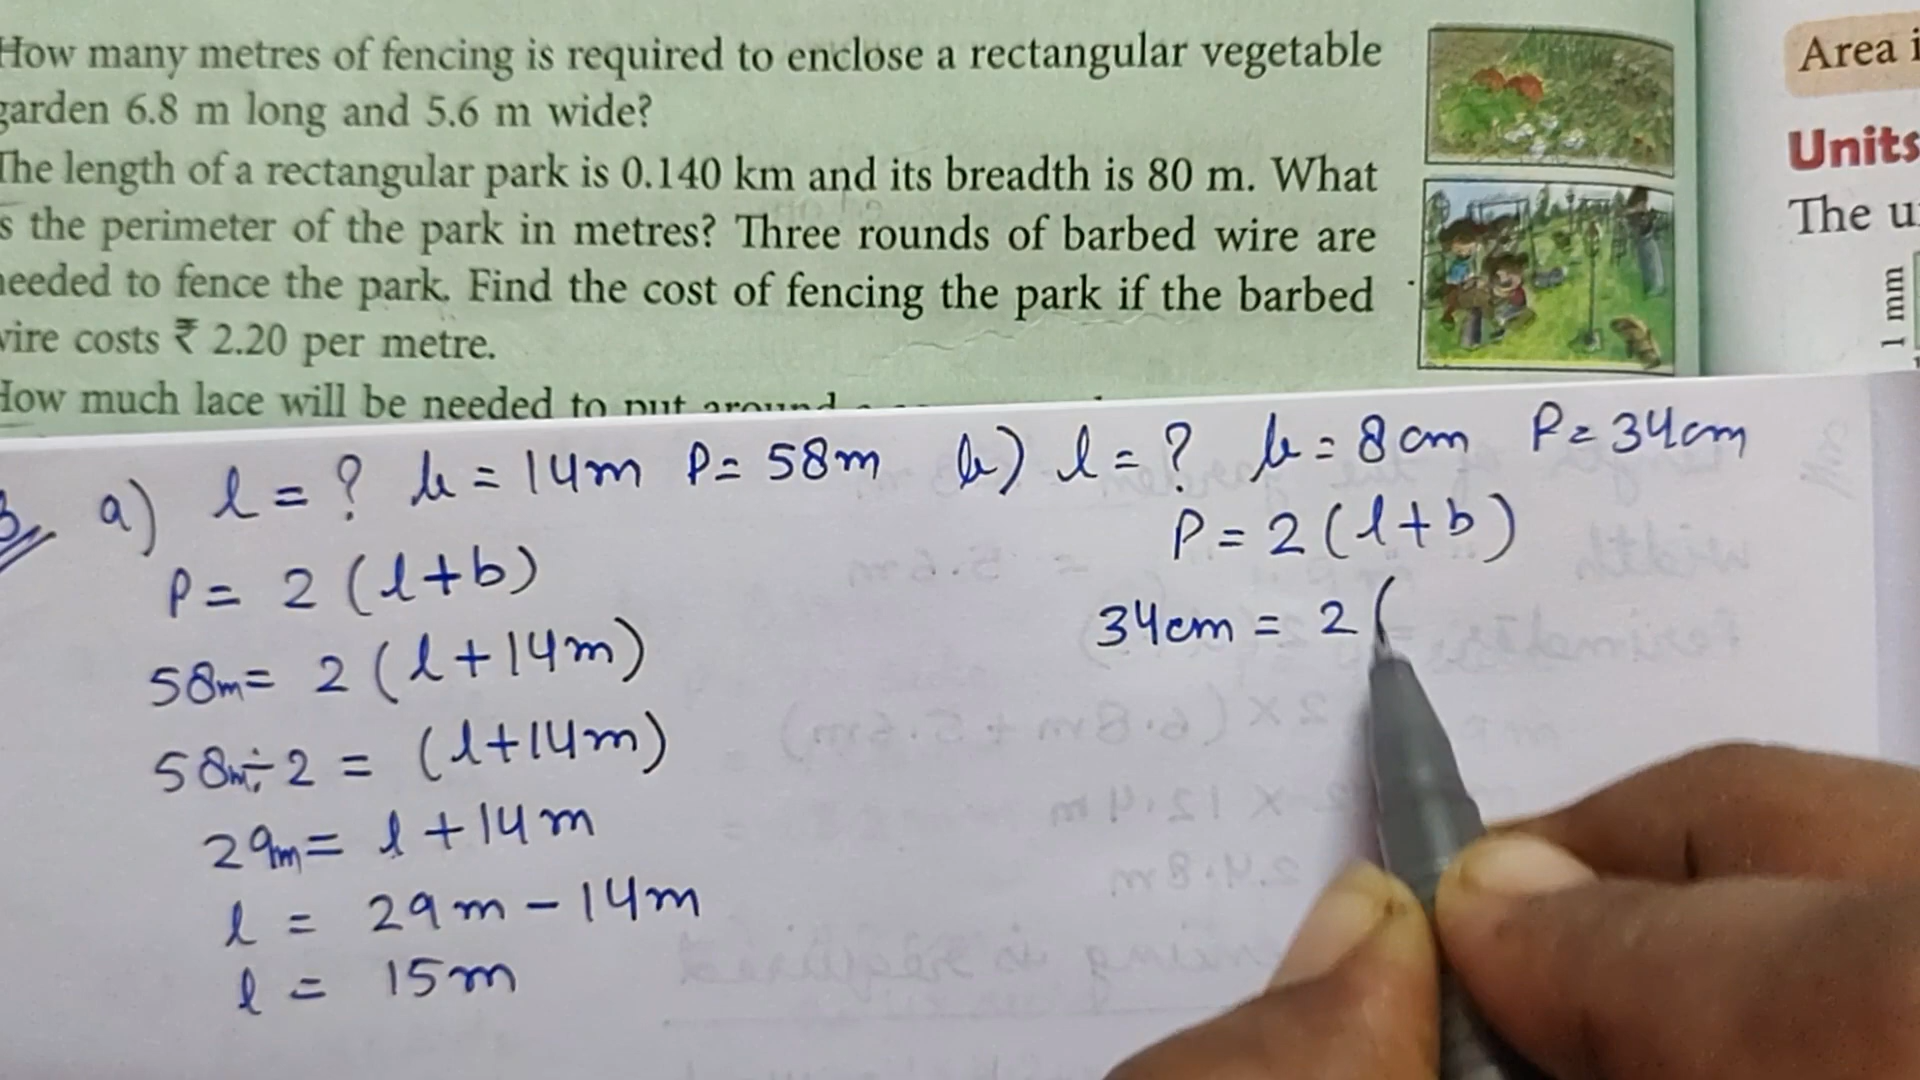 How many metres of fencing is required to enclose a rectangular vegetable
garden 6.8 m long and 5.6 m wide?
The length of a rectangular park is 0.140 km and its breadth is 80 m. What
s the perimeter of the park in metres? Three rounds of barbed wire are
needed to fence the park. Find the cost of fencing the park if the barbed
wire costs ₹ 2.20 per metre.
How much lace will be needed to put around
Area i
Units
The u
1 mm
3 a) l = ? b = 14m P = 58m
P = 2 (l+b)
58m = 2 (l+14m)
58m÷2 = (l+14m)
29m = l + 14m
l = 29m - 14m
l = 15m
b) l = ? b = 8cm P = 34cm
P = 2 (l+b)
34cm = 2 (